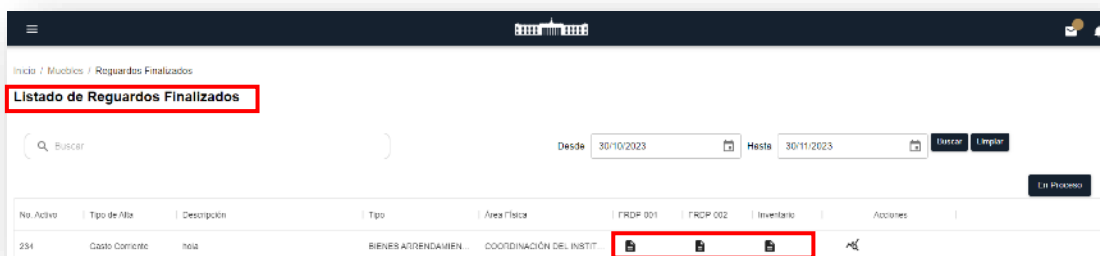 Inicio / Muebles / Reguardos Finalizados
Listado de Reguardos Finalizados
Buscar
Desde 30/10/2023 Hasta 30/11/2023 Buscar Limpiar
En Proceso
No. Activo Tipo de Alta Descripción Tipo Area Física FRDP 001 FRDP 002 Inventario Acciones
234 Gasto Corriente hola BIENES ARRENDAMIEN... COORDINACIÓN DEL INSTIT...